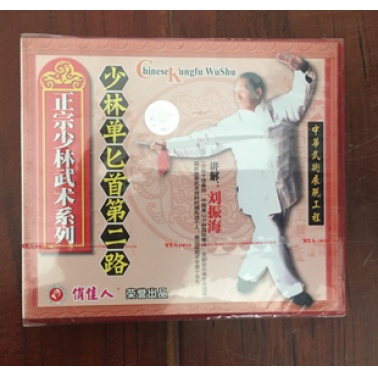 Chinese Kungfu WuShu
正宗少林武术系列
少林单匕首第二路
讲解：刘振海
中华武術展现工程
俏佳人
荣誉出品